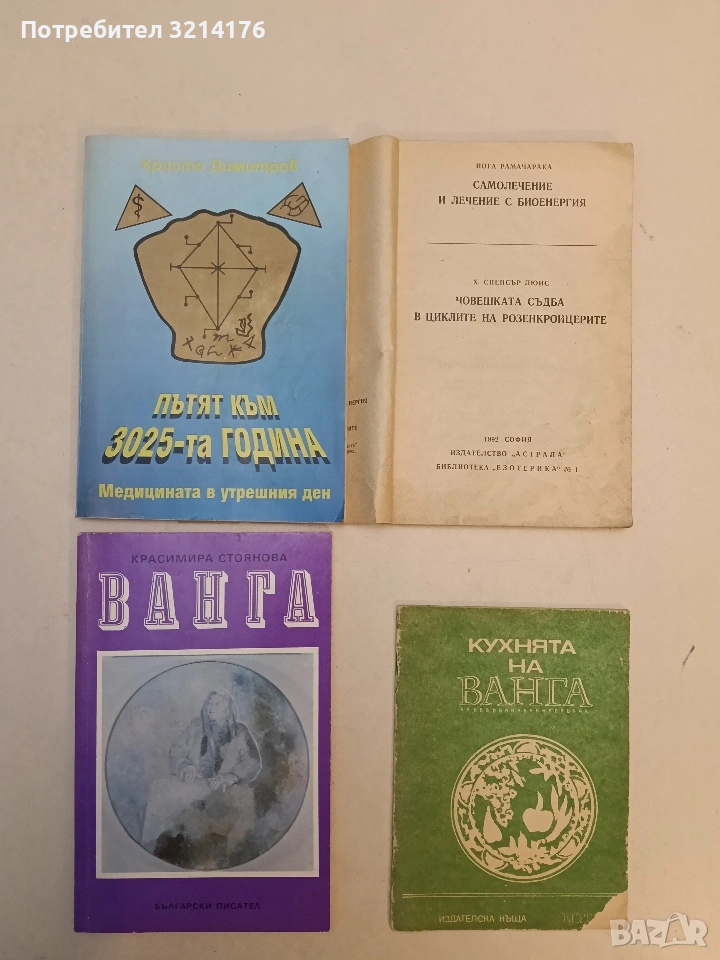 Потребител 3214176
Христо Димитров
ПЪТЯТ КЪМ
3025-та ГОДИНА
Медицината в утрешния ден
ЙОГА РАМАЧАРАКА
САМОЛЕЧЕНИЕ
И ЛЕЧЕНИЕ С БИОЕНЕРГИЯ
Х. СПЕНСЪР ЛЮИС
ЧОВЕШКАТА СЪДБА
В ЦИКЛИТЕ НА РОЗЕНКРОЙЦЕРИТЕ
1992 СОФИЯ
ИЗДАТЕЛСТВО „АСТРАЛА"
БИБЛИОТЕКА „ЕЗОТЕРИКА" № 1
КРАСИМИРА СТОЯНОВА
ВАНГА
БЪЛГАРСКИ ПИСАТЕЛ
КУХНЯТА
НА
ВАНГА
ИЗДАТЕЛСКА КЪЩА
BAZAR